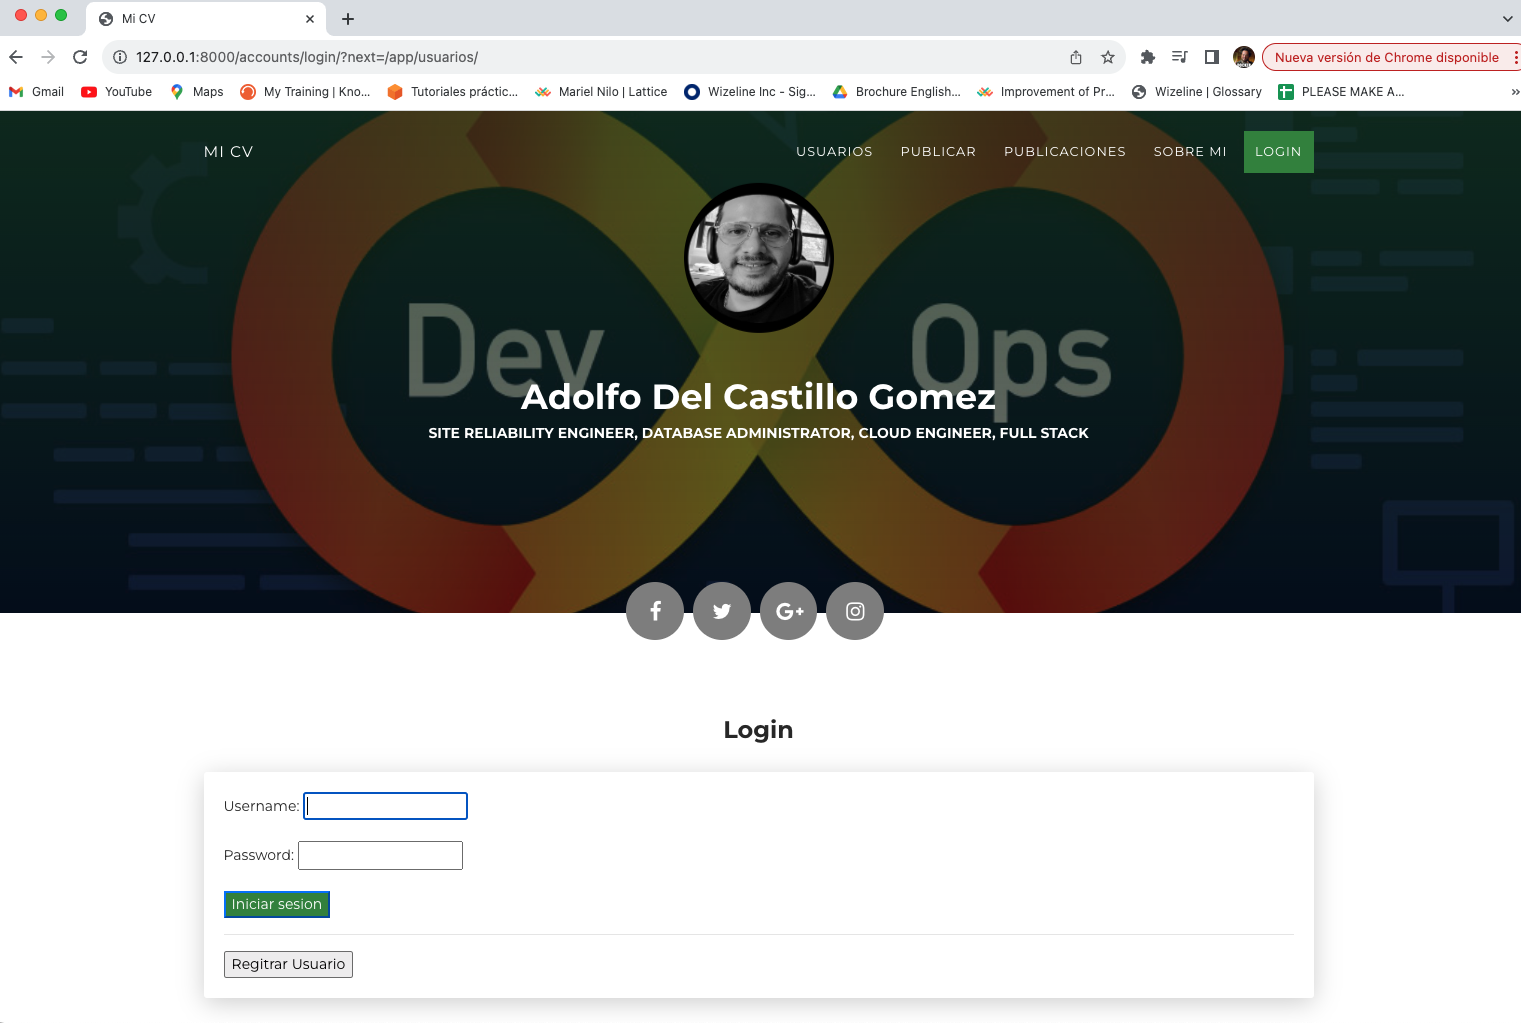 Mi CV
127.0.0.1:8000/accounts/login/?next=/app/usuarios/
Nueva versión de Chrome disponible
Gmail YouTube Maps My Training | Kno... Tutoriales práctic... Mariel Nilo | Lattice Wizeline Inc - Sig... Brochure English... Improvement of Pr... Wizeline | Glossary PLEASE MAKE A...
MI CV USUARIOS PUBLICAR PUBLICACIONES SOBRE MI LOGIN
Dev Ops
Adolfo Del Castillo Gomez
SITE RELIABILITY ENGINEER, DATABASE ADMINISTRATOR, CLOUD ENGINEER, FULL STACK
Login
Username:
Password:
Iniciar sesion
Regitrar Usuario